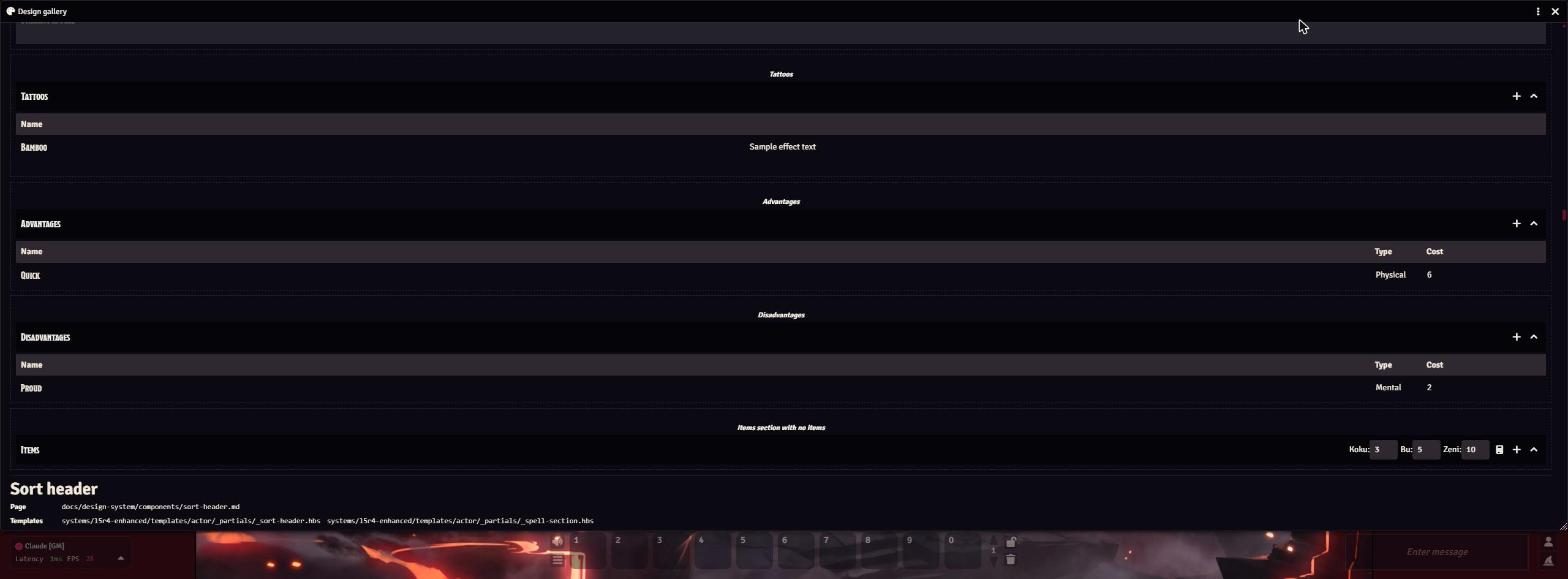 Design gallery
Tattoos
Tattoos
Name
Bamboo Sample effect text
Advantages
Advantages
Name Type Cost
Quick Physical 6
Disadvantages
Disadvantages
Name Type Cost
Proud Mental 2
Items section with no items
Items Koku: 3 Bu: 5 Zeni: 10
Sort header
Page docs/design-system/components/sort-header.md
Templates systems/l5r4-enhanced/templates/actor/_partials/_sort-header.hbs systems/l5r4-enhanced/templates/actor/_partials/_spell-section.hbs
Claude [GM]
Latency 3ms FPS 28
1 2 3 4 5 6 7 8 9 0
1
Enter message